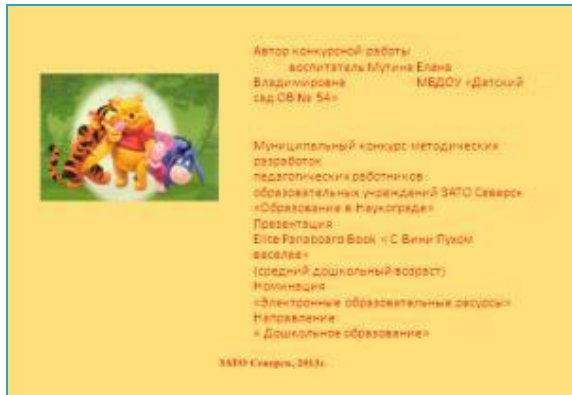 Автор конкурсной работы
воспитатель Мутина Елена
Владимировна МБДОУ «Детский
сад ОВ № 54»
Муниципальный конкурс методических
разработок
педагогических работников
образовательных учреждений ЗАТО Северск
«Образование в Наукограде»
Презентация
Elite Panaboard Book « С Вини Пухом
веселее»
(средний дошкольный возраст)
Номинация
«Электронные образовательные ресурсы»
Направление
« Дошкольное образование»
ЗАТО Северск, 2013г.